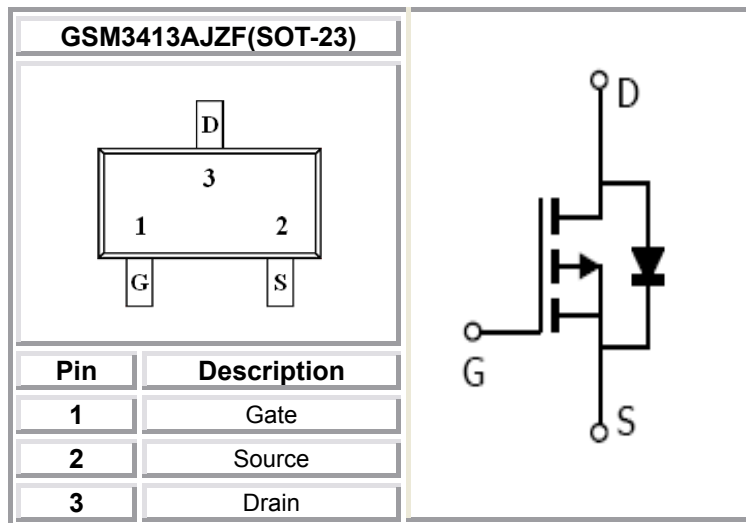 GSM3413AJZF(SOT-23)
D
3
1 2
G S
Pin Description
1 Gate
2 Source
3 Drain
D
G
S